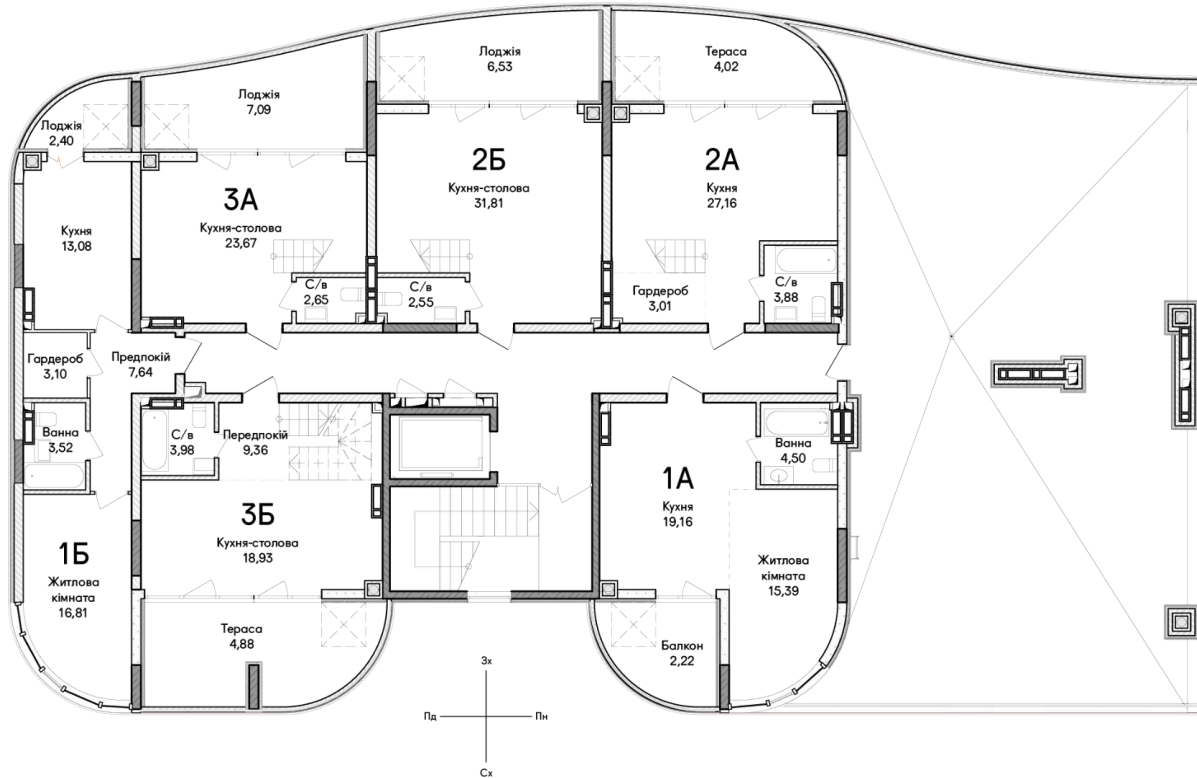 Лоджія
6,53
Тераса
4,02
Лоджія
7,09
Лоджія
2,40
2Б
Кухня-столова
31,81
2А
Кухня
27,16
3А
Кухня-столова
23,67
Кухня
13,08
С/в
2,65
С/в
2,55
Гардероб
3,01
С/в
3,88
Гардероб
3,10
Предпокій
7,64
Ванна
3,52
С/в
3,98
Передпокій
9,36
Ванна
4,50
1А
Кухня
19,16
3Б
Кухня-столова
18,93
1Б
Житлова
кімната
16,81
Житлова
кімната
15,39
Тераса
4,88
Балкон
2,22
Зх
Пд
Пн
Сх